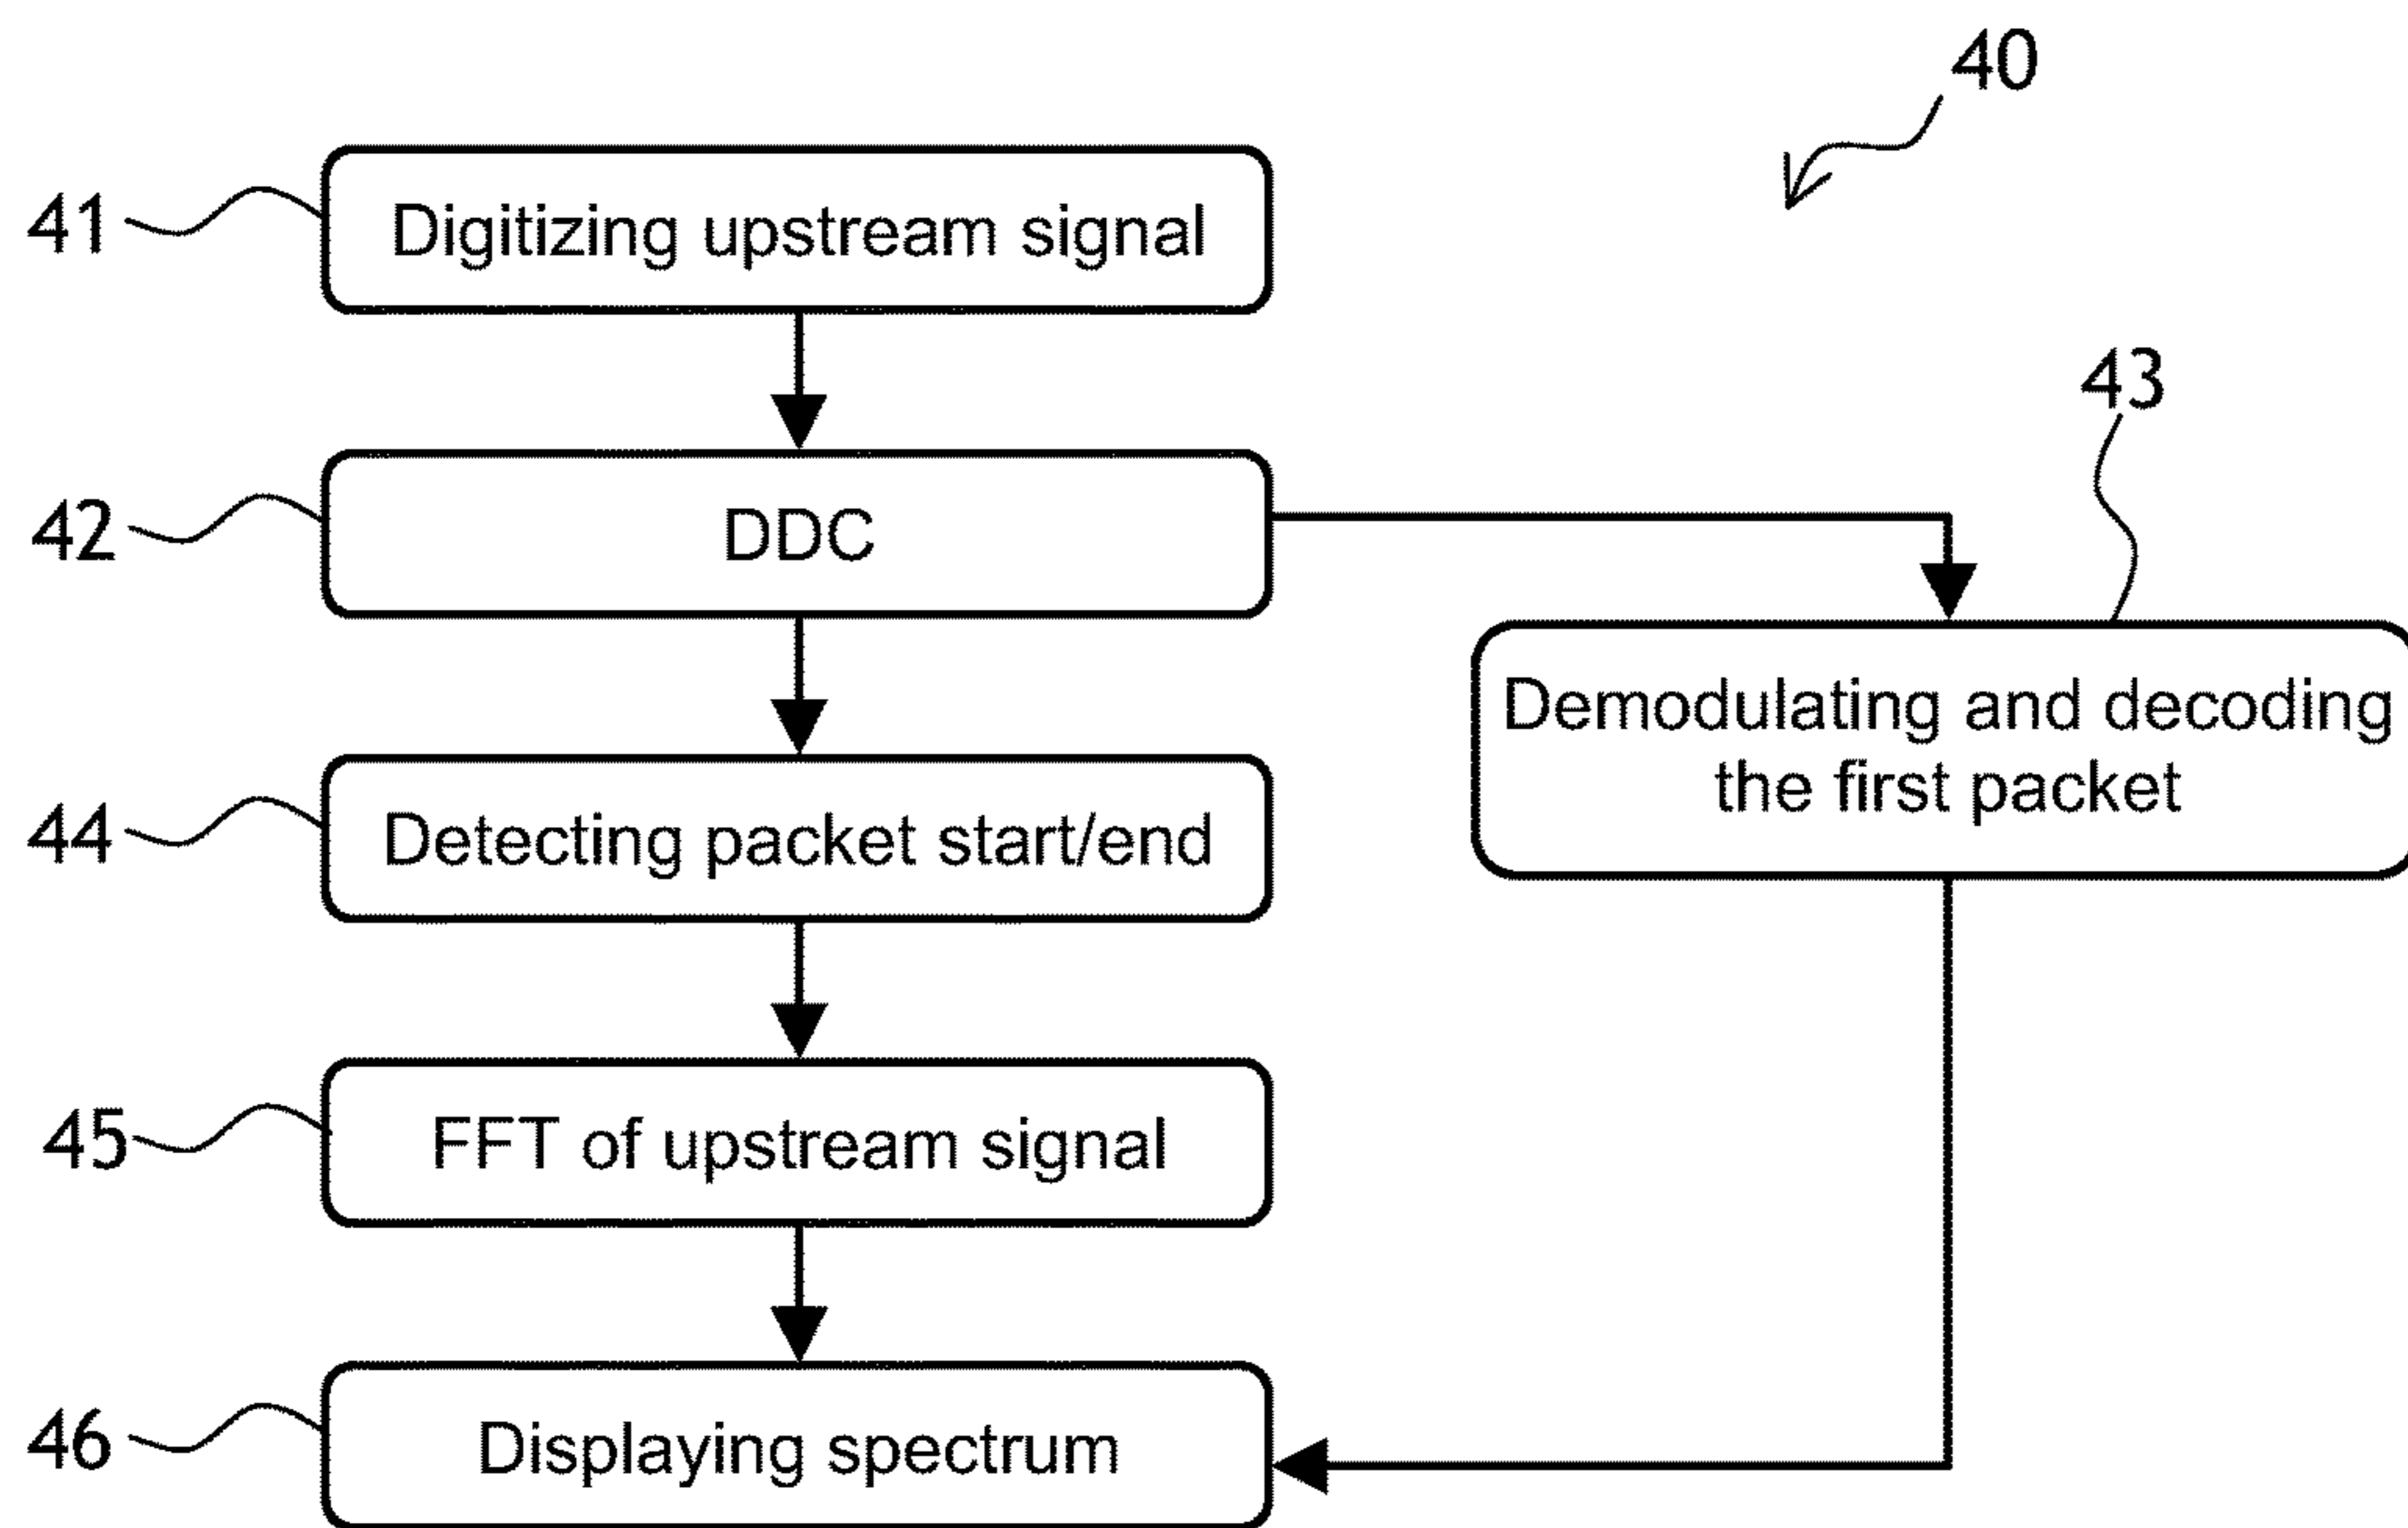 40
41
Digitizing upstream signal
43
42
DDC
Demodulating and decoding
the first packet
44
Detecting packet start/end
45
FFT of upstream signal
46
Displaying spectrum